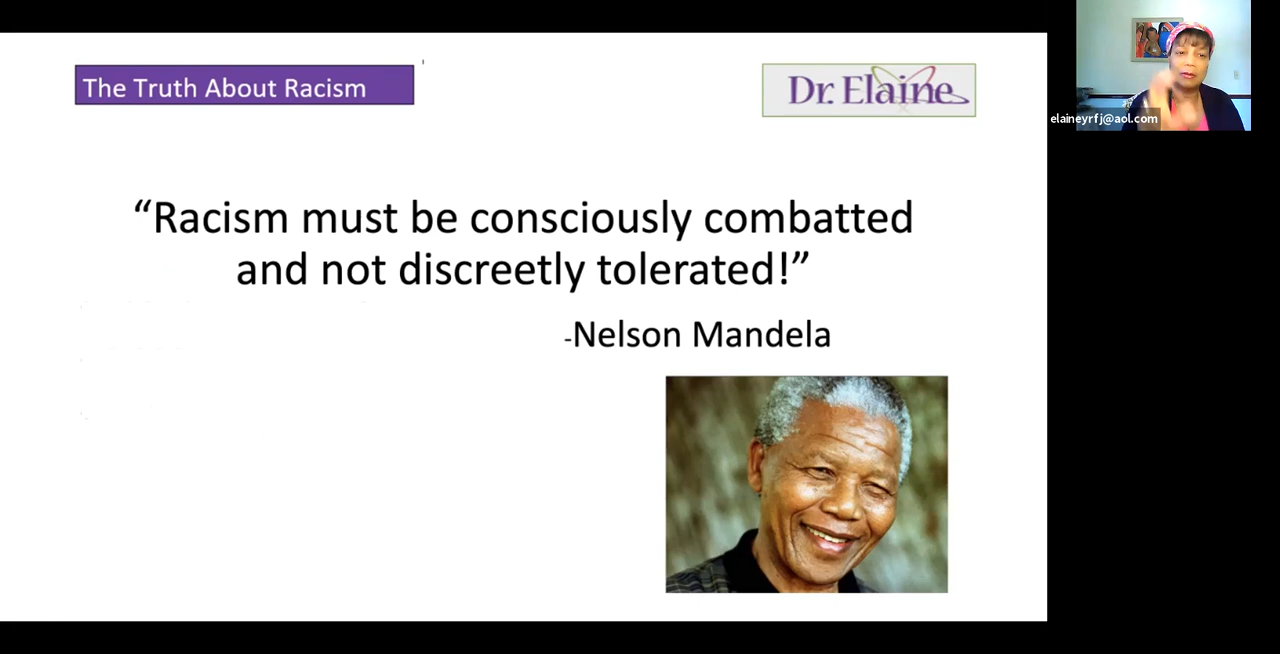 The Truth About Racism
Dr. Elaine
elaineyrfj@aol.com
“Racism must be consciously combatted
and not discreetly tolerated!”
-Nelson Mandela